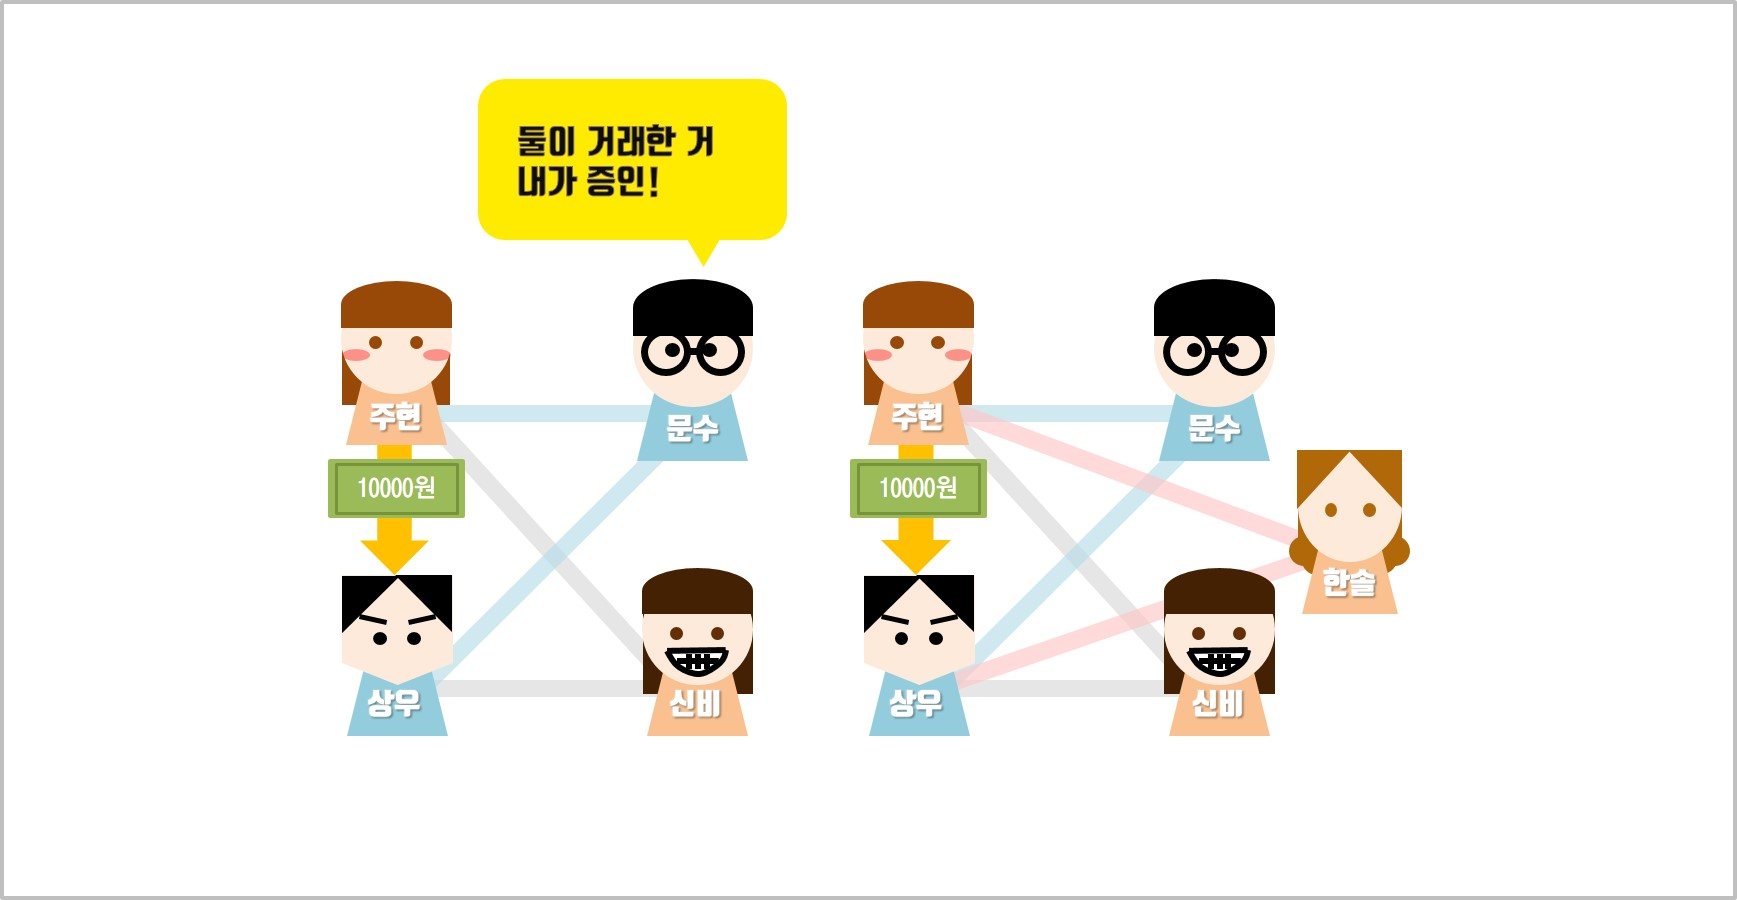 둘이 거래한 거
내가 증인!
주현
문수
10000원
상우
신비
주현
문수
10000원
한솔
상우
신비